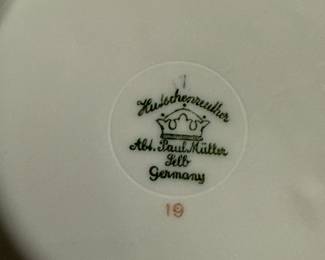 Hutschenreuther
Abt. Paul Müller
Selb
Germany
19